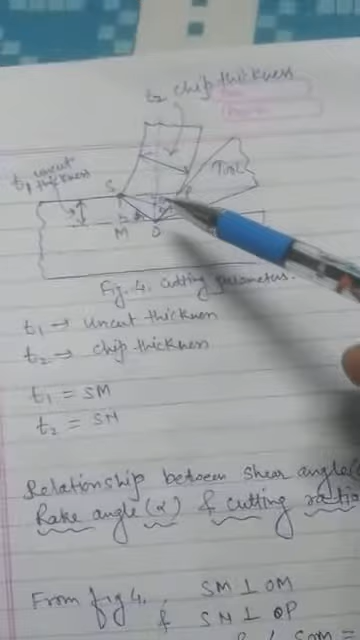 t₂ chip thickness
t₁ uncut
thickness
Tool
S
M O
Fig. 4. Cutting parameters.
t₁ → uncut thickness
t₂ → chip thickness
t₁ = SM
t₂ = SN
Relationship between shear angle
Rake angle (α) & cutting ratio
From fig 4, SM ⊥ OM
& SN ⊥ OP